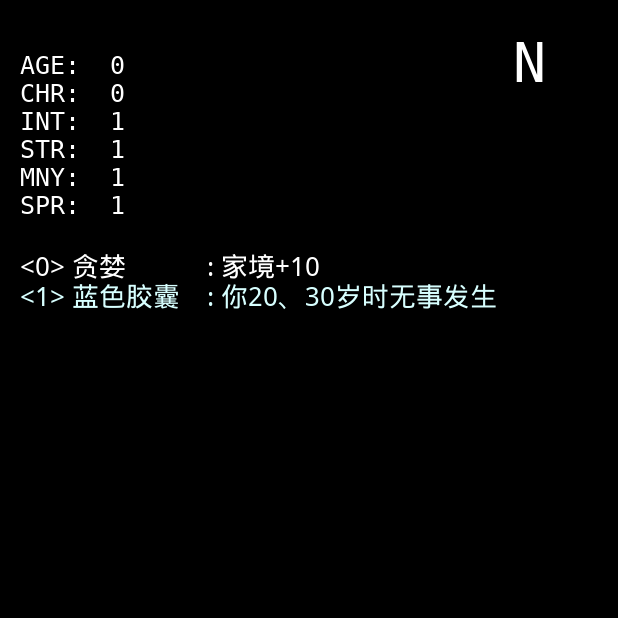 N
AGE: 0
CHR: 0
INT: 1
STR: 1
MNY: 1
SPR: 1
<0> 贪婪 : 家境+10
<1> 蓝色胶囊 : 你20、30岁时无事发生